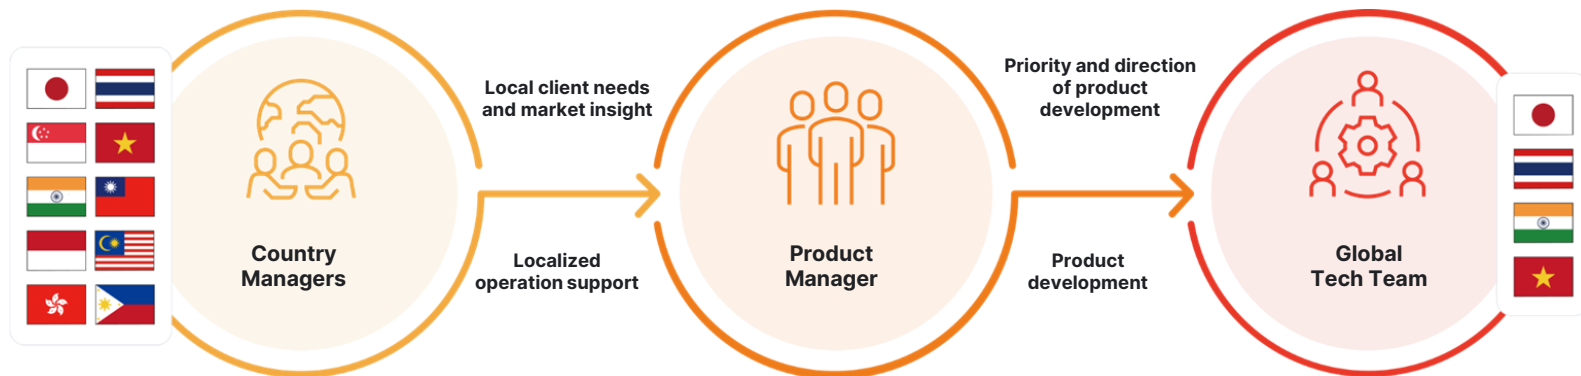 Country
Managers
Local client needs
and market insight
Localized
operation support
Product
Manager
Priority and direction
of product
development
Product
development
Global
Tech Team